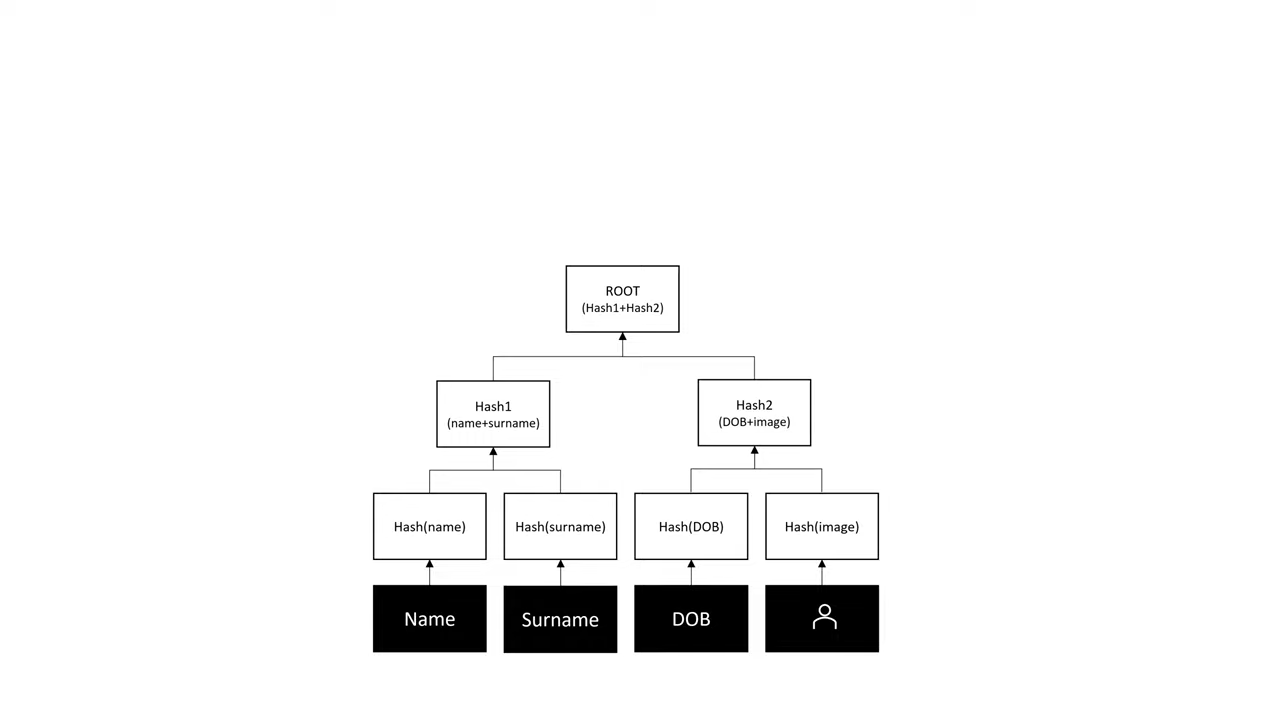 ROOT
(Hash1+Hash2)
Hash1
(name+surname)
Hash2
(DOB+image)
Hash(name)
Hash(surname)
Hash(DOB)
Hash(image)
Name
Surname
DOB